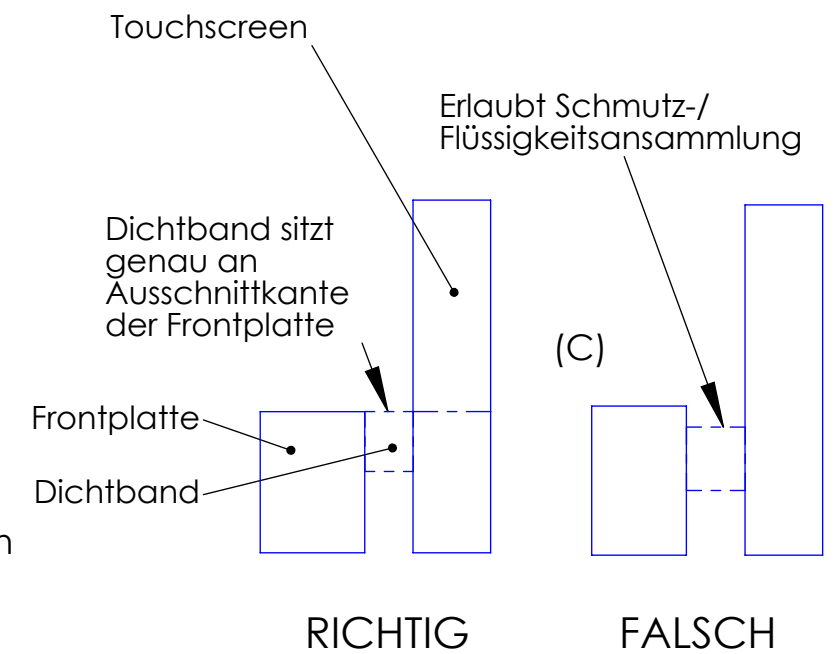 Touchscreen
Erlaubt Schmutz-/
Flüssigkeitsansammlung
Dichtband sitzt
genau an
Ausschnittkante
der Frontplatte
(C)
Frontplatte
Dichtband
n
RICHTIG
FALSCH